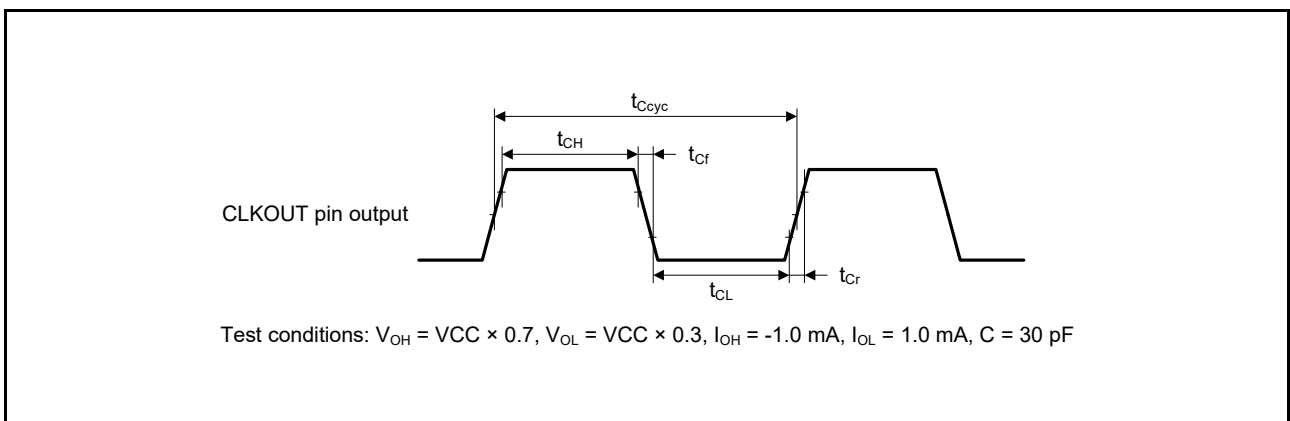 tCcyc
tCH
tCf
CLKOUT pin output
tCL
tCr
Test conditions: VOH = VCC × 0.7, VOL = VCC × 0.3, IOH = -1.0 mA, IOL = 1.0 mA, C = 30 pF